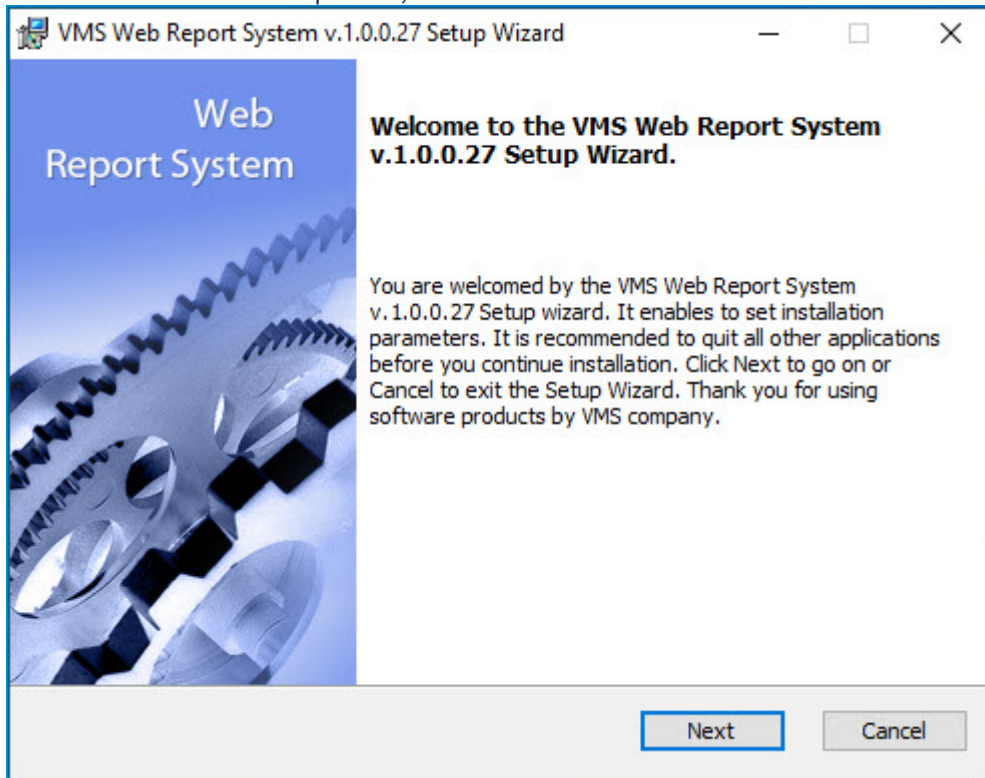 VMS Web Report System v.1.0.0.27 Setup Wizard
Web
Report System
Welcome to the VMS Web Report System
v.1.0.0.27 Setup Wizard.
You are welcomed by the VMS Web Report System
v.1.0.0.27 Setup wizard. It enables to set installation
parameters. It is recommended to quit all other applications
before you continue installation. Click Next to go on or
Cancel to exit the Setup Wizard. Thank you for using
software products by VMS company.
Next
Cancel